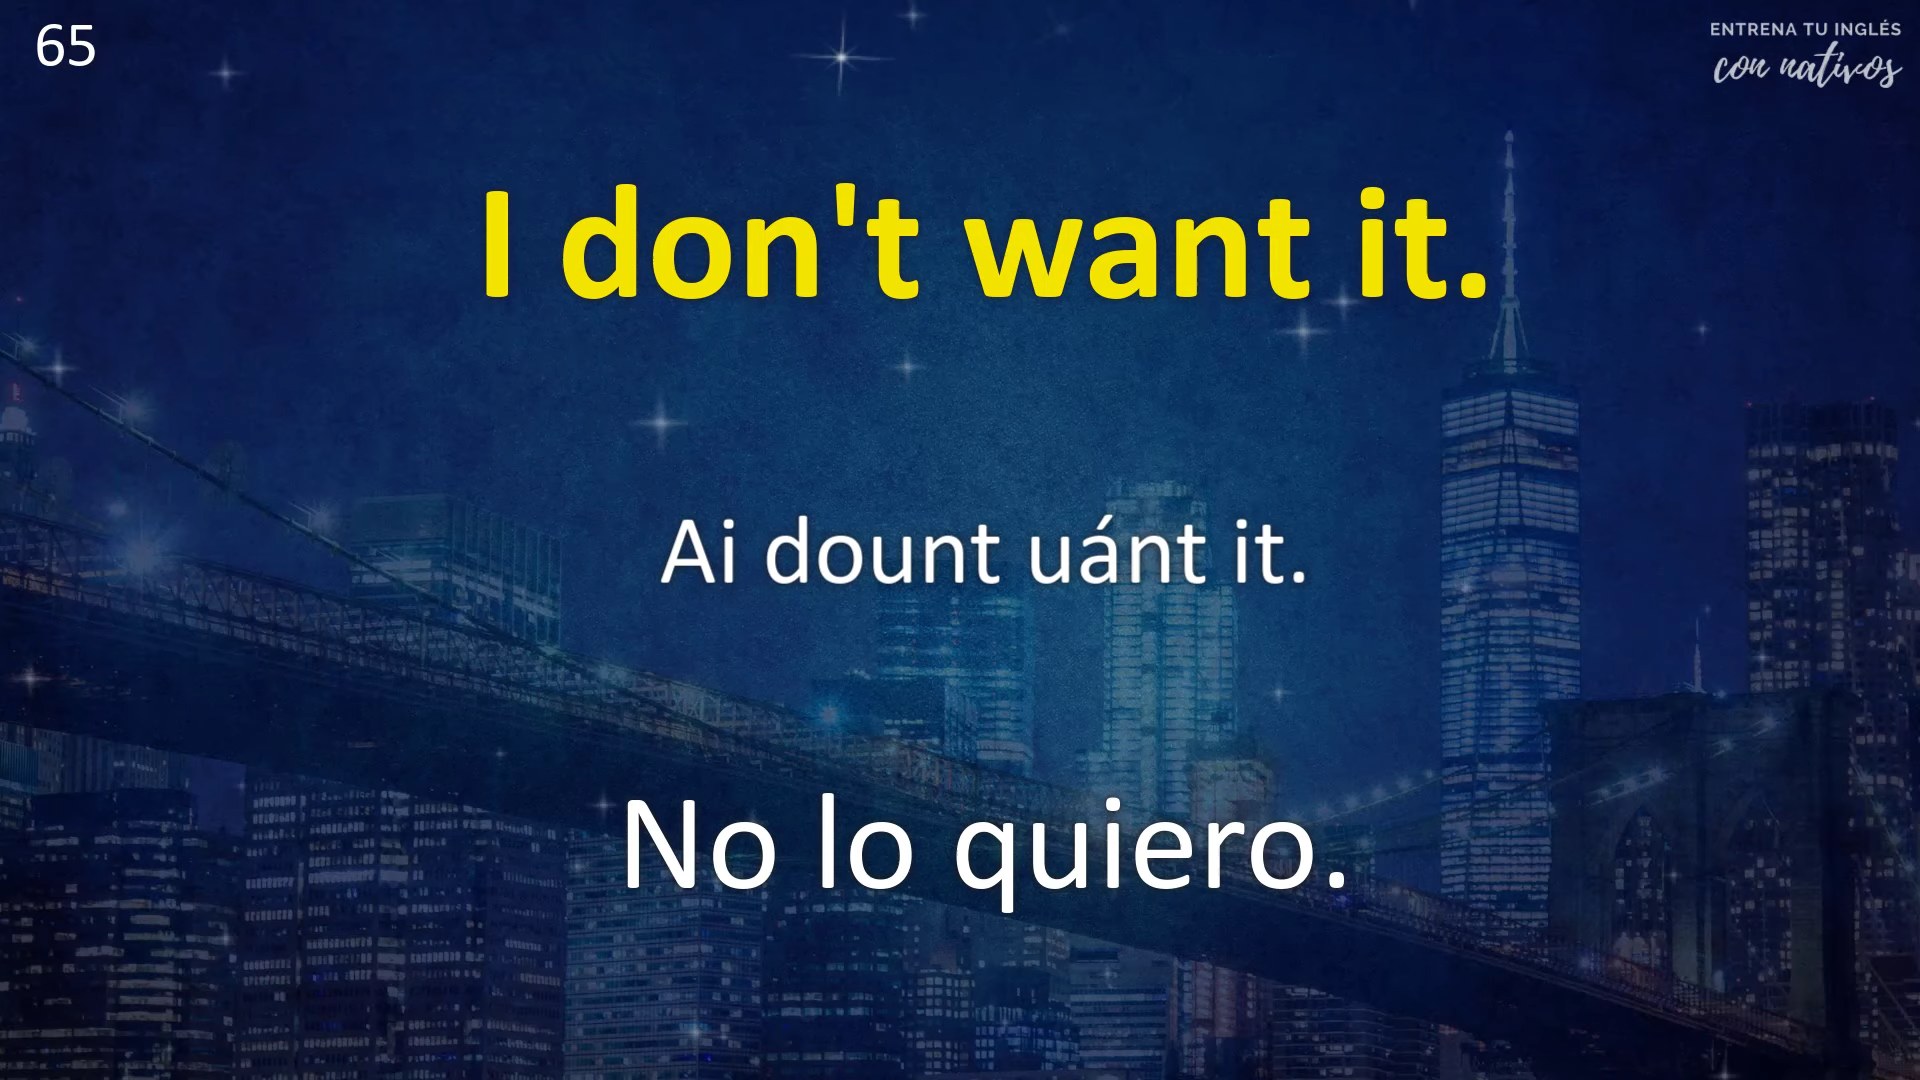 65
ENTRENA TU INGLÉS
con nativos
I don't want it.
Ai dount uánt it.
No lo quiero.